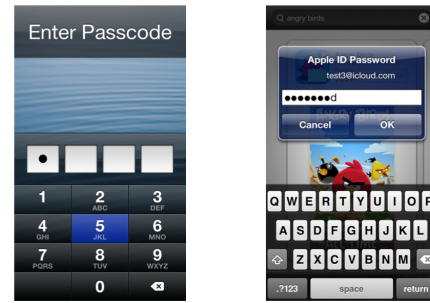 Enter Passcode
1
2
ABC
3
DEF
4
GHI
5
JKL
6
MNO
7
PQRS
8
TUV
9
WXYZ
0
angry birds
Apple ID Password
test3@icloud.com
●●●●●●●d
Cancel
OK
Q W E R T Y U I O P
A S D F G H J K L
Z X C V B N M
.?123
space
return